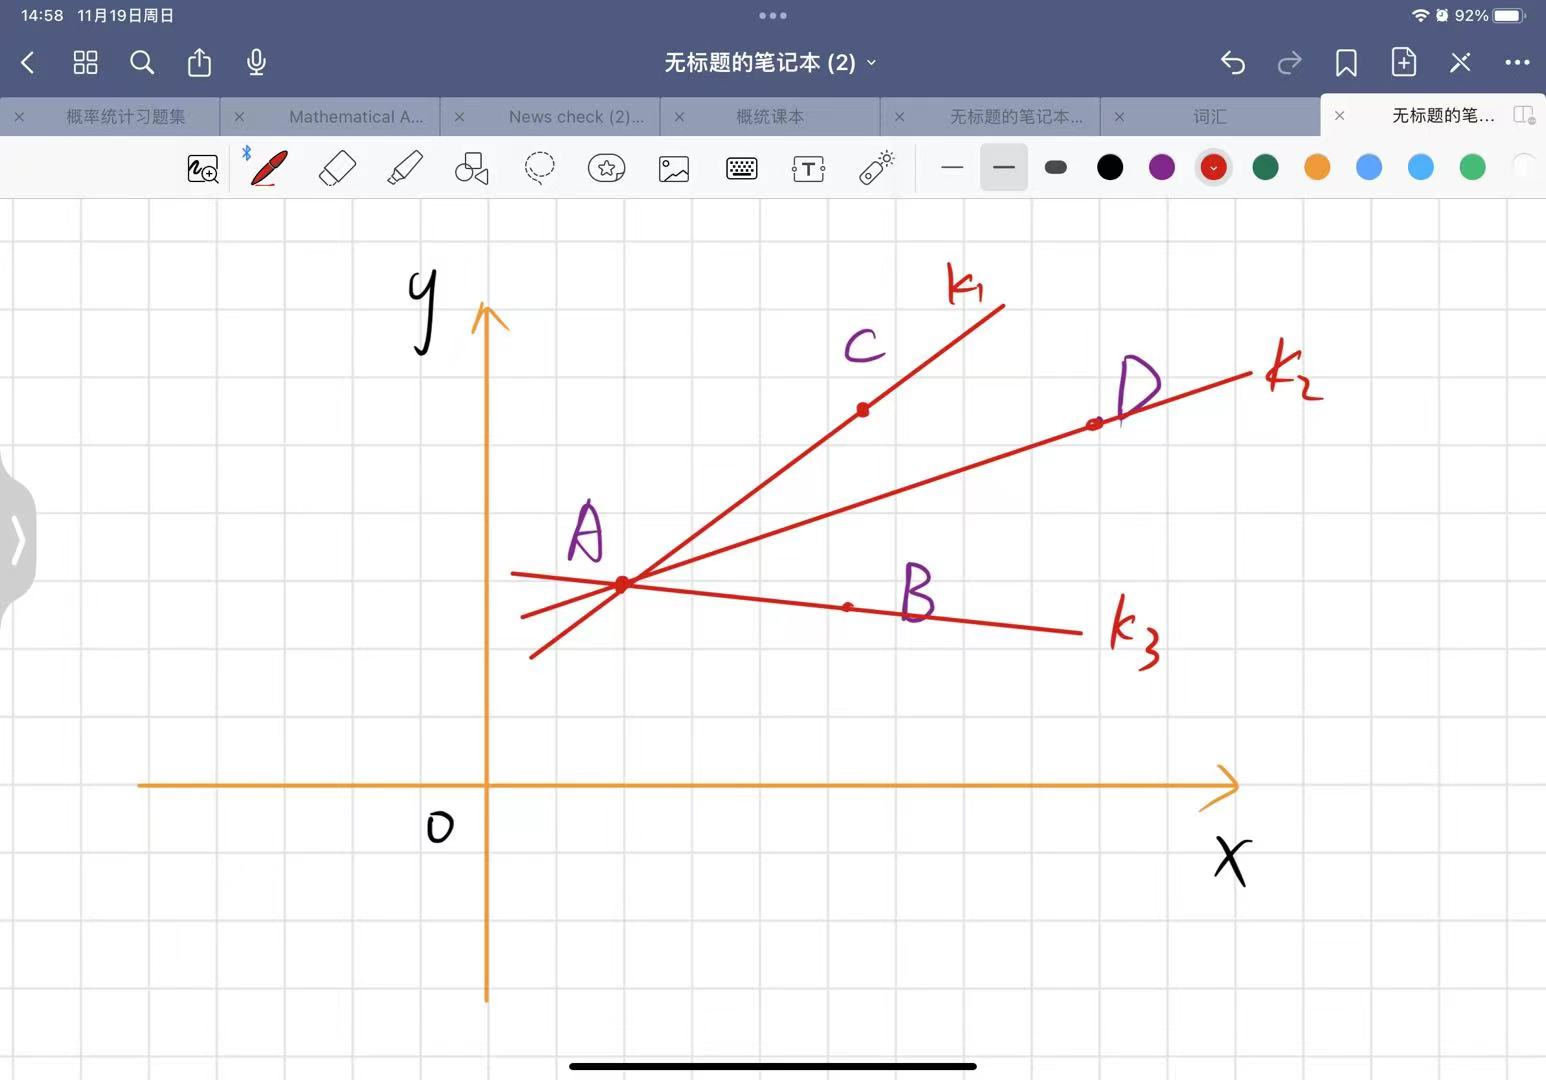 14:58 11月19日周日
92%
无标题的笔记本 (2)
概率统计习题集
Mathematical A...
News check (2)...
概统课本
无标题的笔记本...
词汇
无标题的笔...
T
y
k₁
C
D
k₂
A
B
k₃
0
x